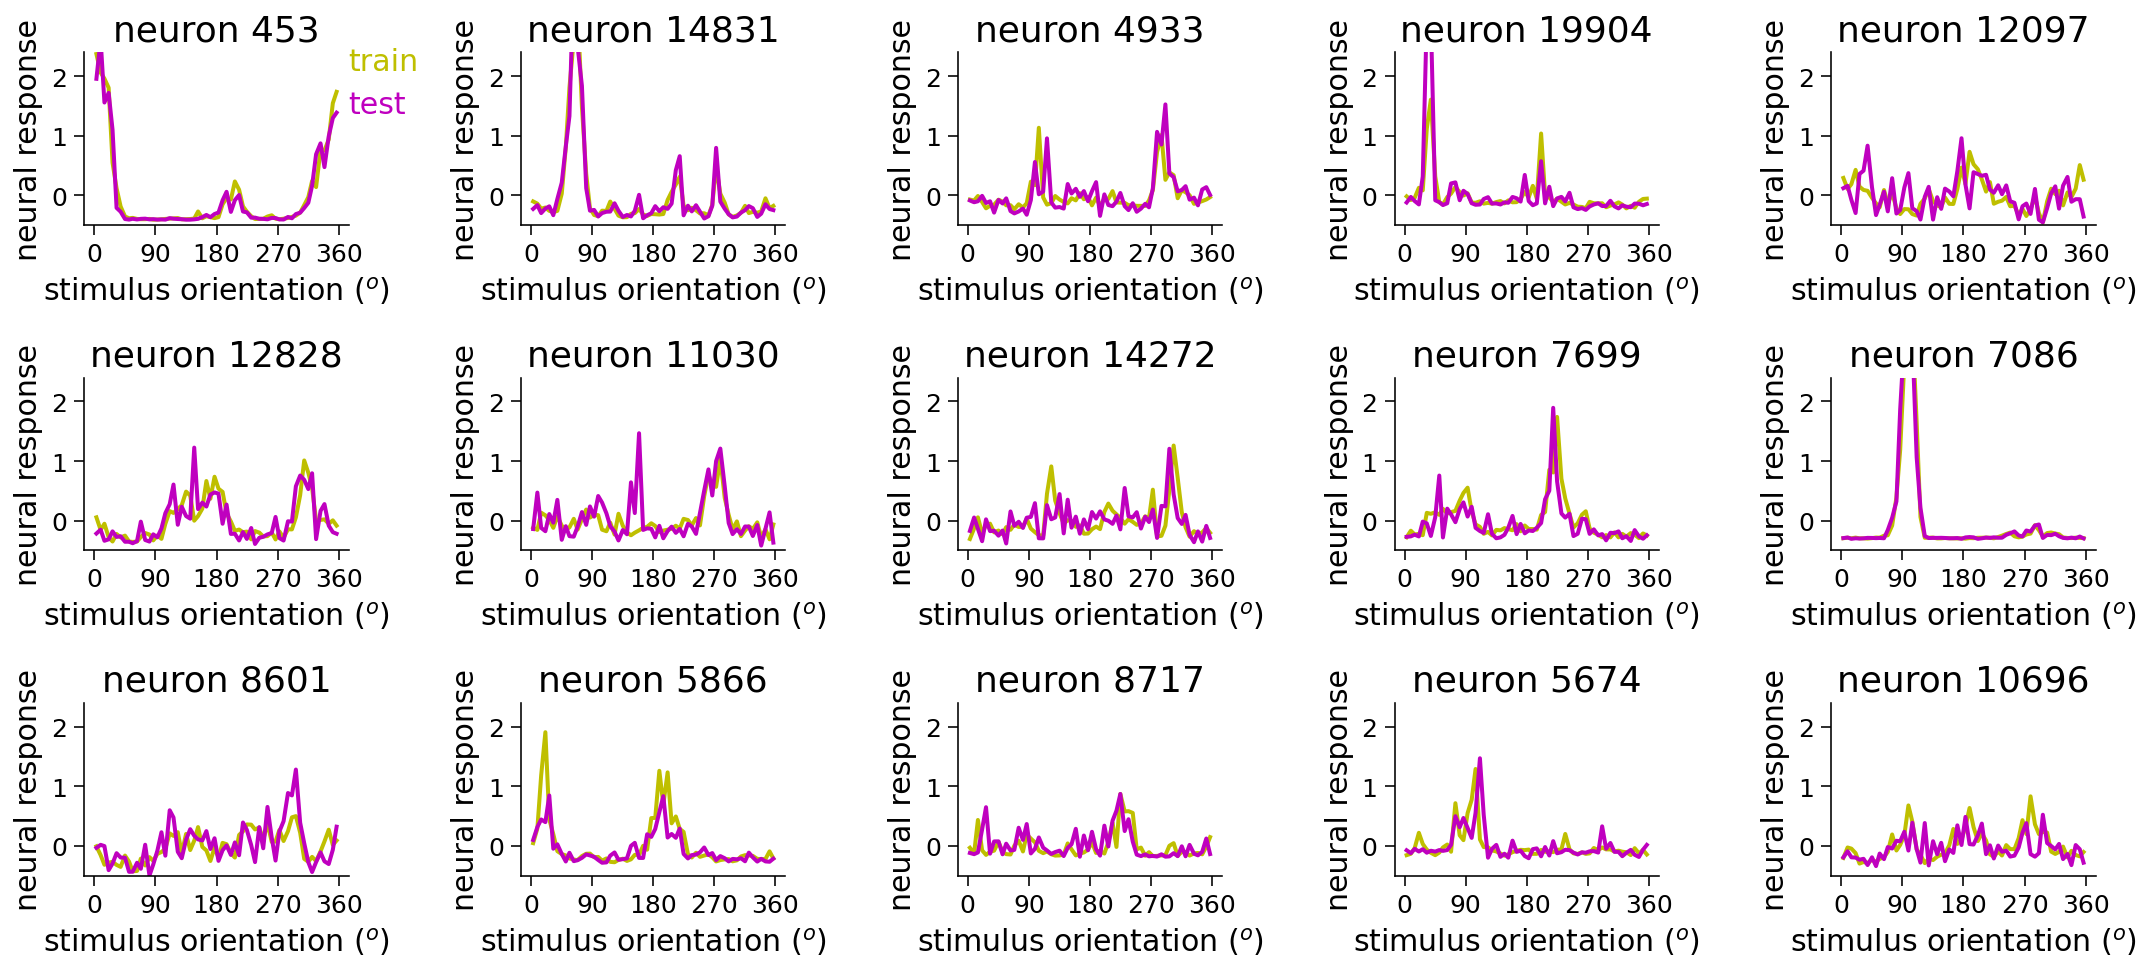 neuron 453
train
test
neural response
2
1
0
0 90 180 270 360
stimulus orientation (º)
neuron 14831
neural response
2
1
0
0 90 180 270 360
stimulus orientation (º)
neuron 4933
neural response
2
1
0
0 90 180 270 360
stimulus orientation (º)
neuron 19904
neural response
2
1
0
0 90 180 270 360
stimulus orientation (º)
neuron 12097
neural response
2
1
0
0 90 180 270 360
stimulus orientation (º)
neuron 12828
neural response
2
1
0
0 90 180 270 360
stimulus orientation (º)
neuron 11030
neural response
2
1
0
0 90 180 270 360
stimulus orientation (º)
neuron 14272
neural response
2
1
0
0 90 180 270 360
stimulus orientation (º)
neuron 7699
neural response
2
1
0
0 90 180 270 360
stimulus orientation (º)
neuron 7086
neural response
2
1
0
0 90 180 270 360
stimulus orientation (º)
neuron 8601
neural response
2
1
0
0 90 180 270 360
stimulus orientation (º)
neuron 5866
neural response
2
1
0
0 90 180 270 360
stimulus orientation (º)
neuron 8717
neural response
2
1
0
0 90 180 270 360
stimulus orientation (º)
neuron 5674
neural response
2
1
0
0 90 180 270 360
stimulus orientation (º)
neuron 10696
neural response
2
1
0
0 90 180 270 360
stimulus orientation (º)